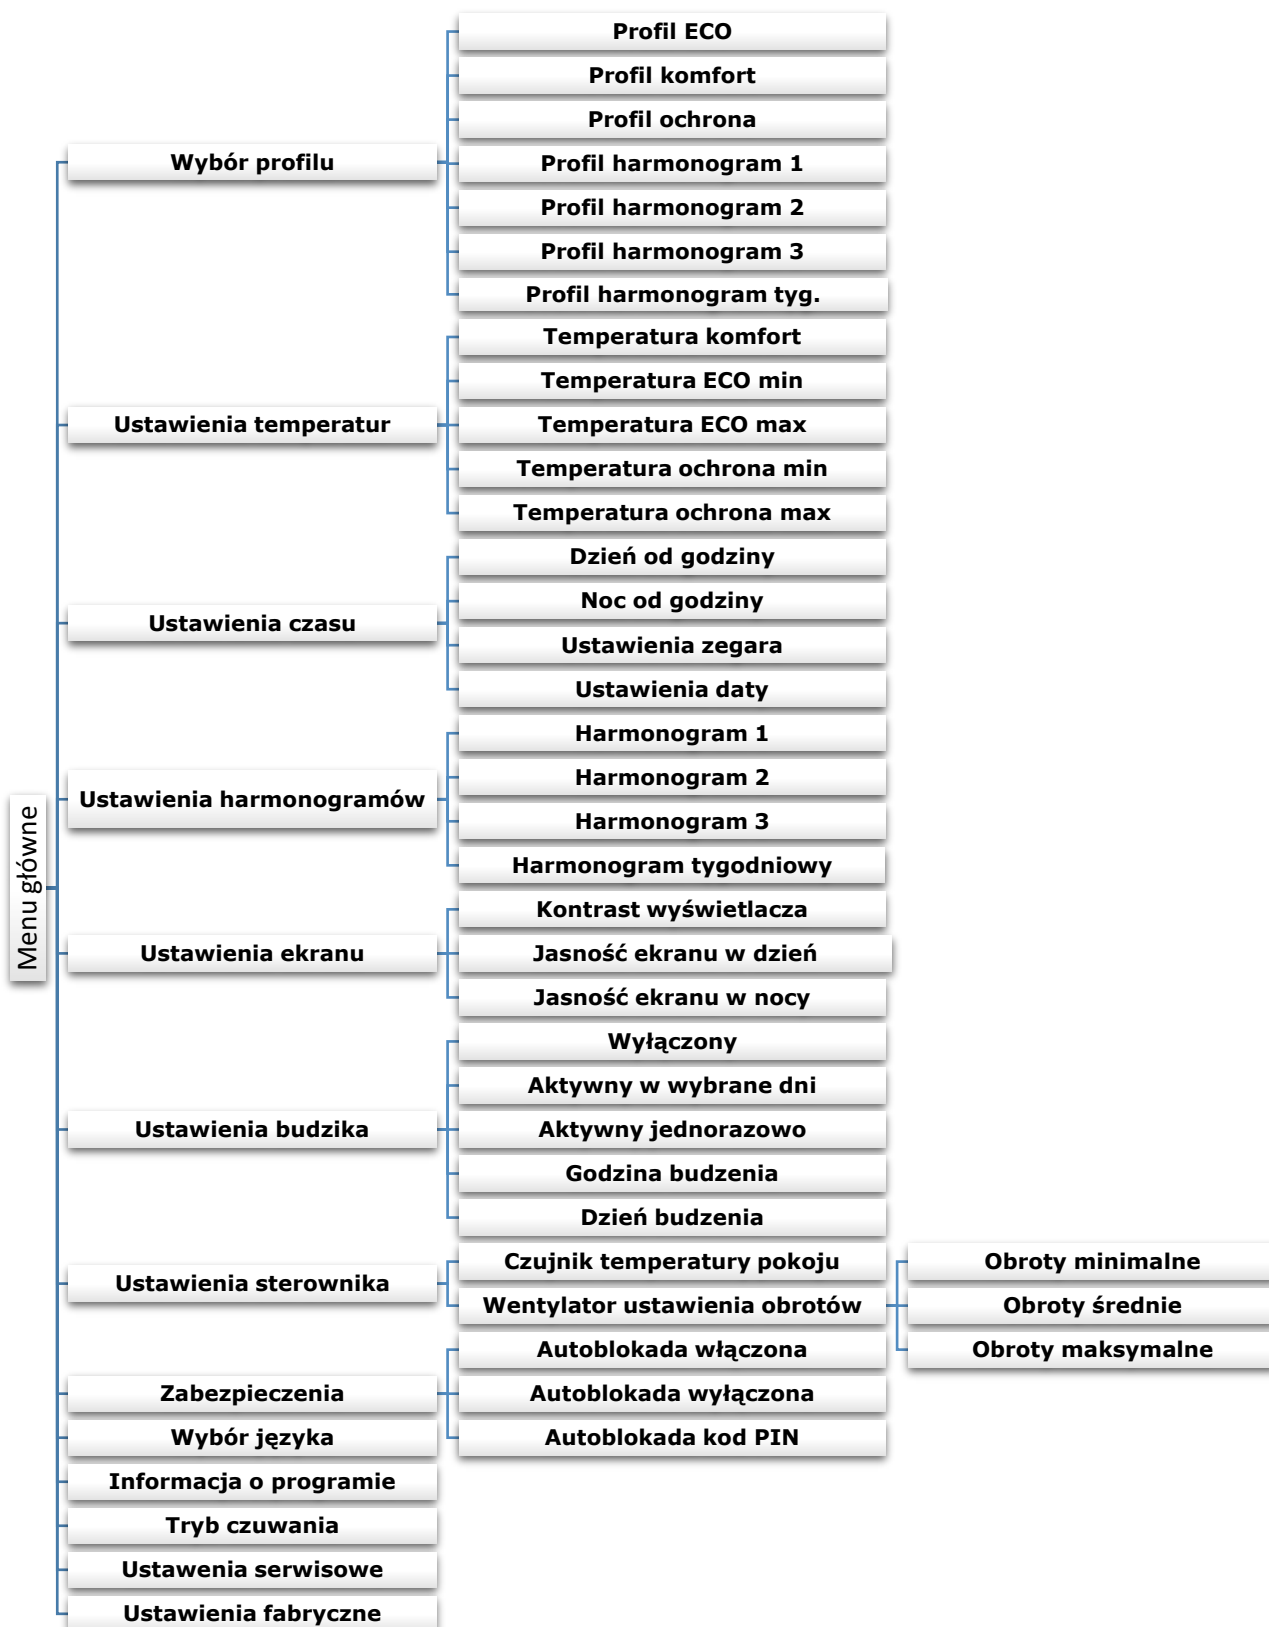 Menu główne
Wybór profilu
Profil ECO
Profil komfort
Profil ochrona
Profil harmonogram 1
Profil harmonogram 2
Profil harmonogram 3
Profil harmonogram tyg.
Ustawienia temperatur
Temperatura komfort
Temperatura ECO min
Temperatura ECO max
Temperatura ochrona min
Temperatura ochrona max
Ustawienia czasu
Dzień od godziny
Noc od godziny
Ustawienia zegara
Ustawienia daty
Ustawienia harmonogramów
Harmonogram 1
Harmonogram 2
Harmonogram 3
Harmonogram tygodniowy
Ustawienia ekranu
Kontrast wyświetlacza
Jasność ekranu w dzień
Jasność ekranu w nocy
Ustawienia budzika
Wyłączony
Aktywny w wybrane dni
Aktywny jednorazowo
Godzina budzenia
Dzień budzenia
Ustawienia sterownika
Czujnik temperatury pokoju
Wentylator ustawienia obrotów
Obroty minimalne
Obroty średnie
Obroty maksymalne
Zabezpieczenia
Autoblokada włączona
Autoblokada wyłączona
Autoblokada kod PIN
Wybór języka
Informacja o programie
Tryb czuwania
Ustawenia serwisowe
Ustawienia fabryczne